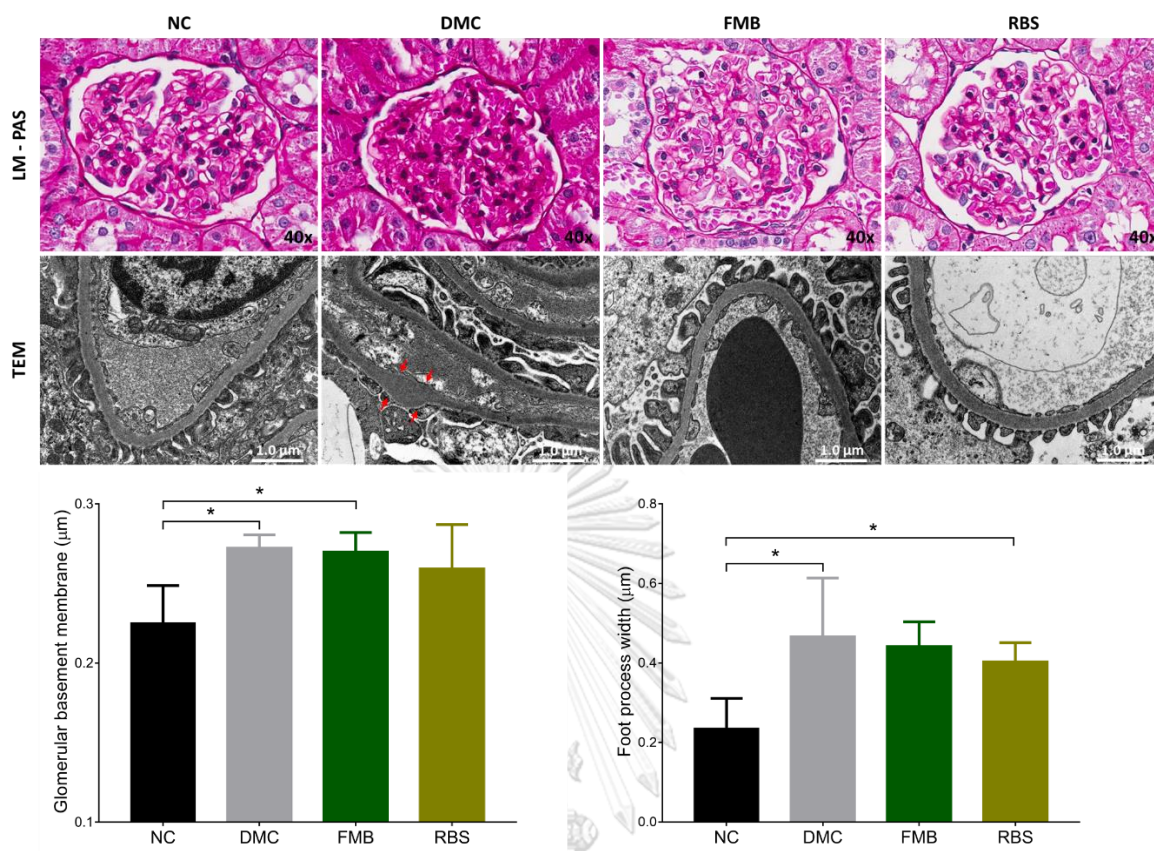 NC DMC FMB RBS
LM - PAS
40x 40x 40x 40x
TEM
1.0 µm 1.0 µm 1.0 µm 1.0 µm
Glomerular basement membrane (µm)
0.3
0.2
0.1
*
*
NC DMC FMB RBS
Foot process width (µm)
0.8
0.6
0.4
0.2
0.0
*
*
NC DMC FMB RBS